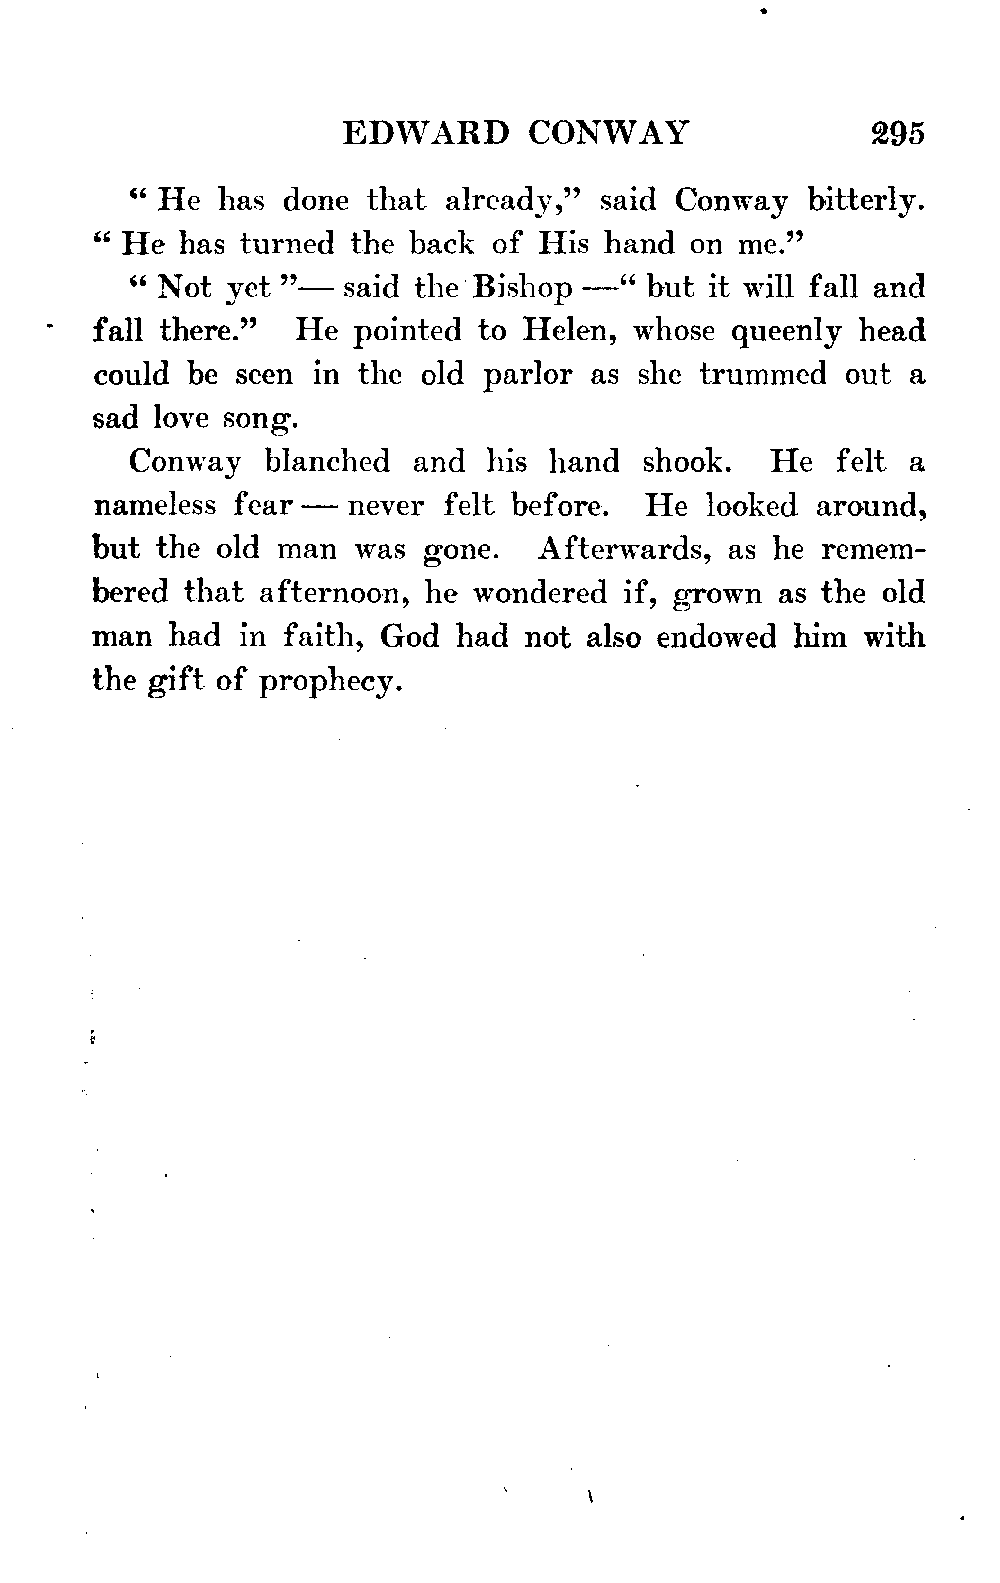 EDWARD CONWAY 295
“ He has done that already,” said Conway bitterly.
“ He has turned the back of His hand on me.”
“ Not yet ”— said the Bishop —“ but it will fall and
fall there.” He pointed to Helen, whose queenly head
could be seen in the old parlor as she trummed out a
sad love song.
Conway blanched and his hand shook. He felt a
nameless fear — never felt before. He looked around,
but the old man was gone. Afterwards, as he remem-
bered that afternoon, he wondered if, grown as the old
man had in faith, God had not also endowed him with
the gift of prophecy.